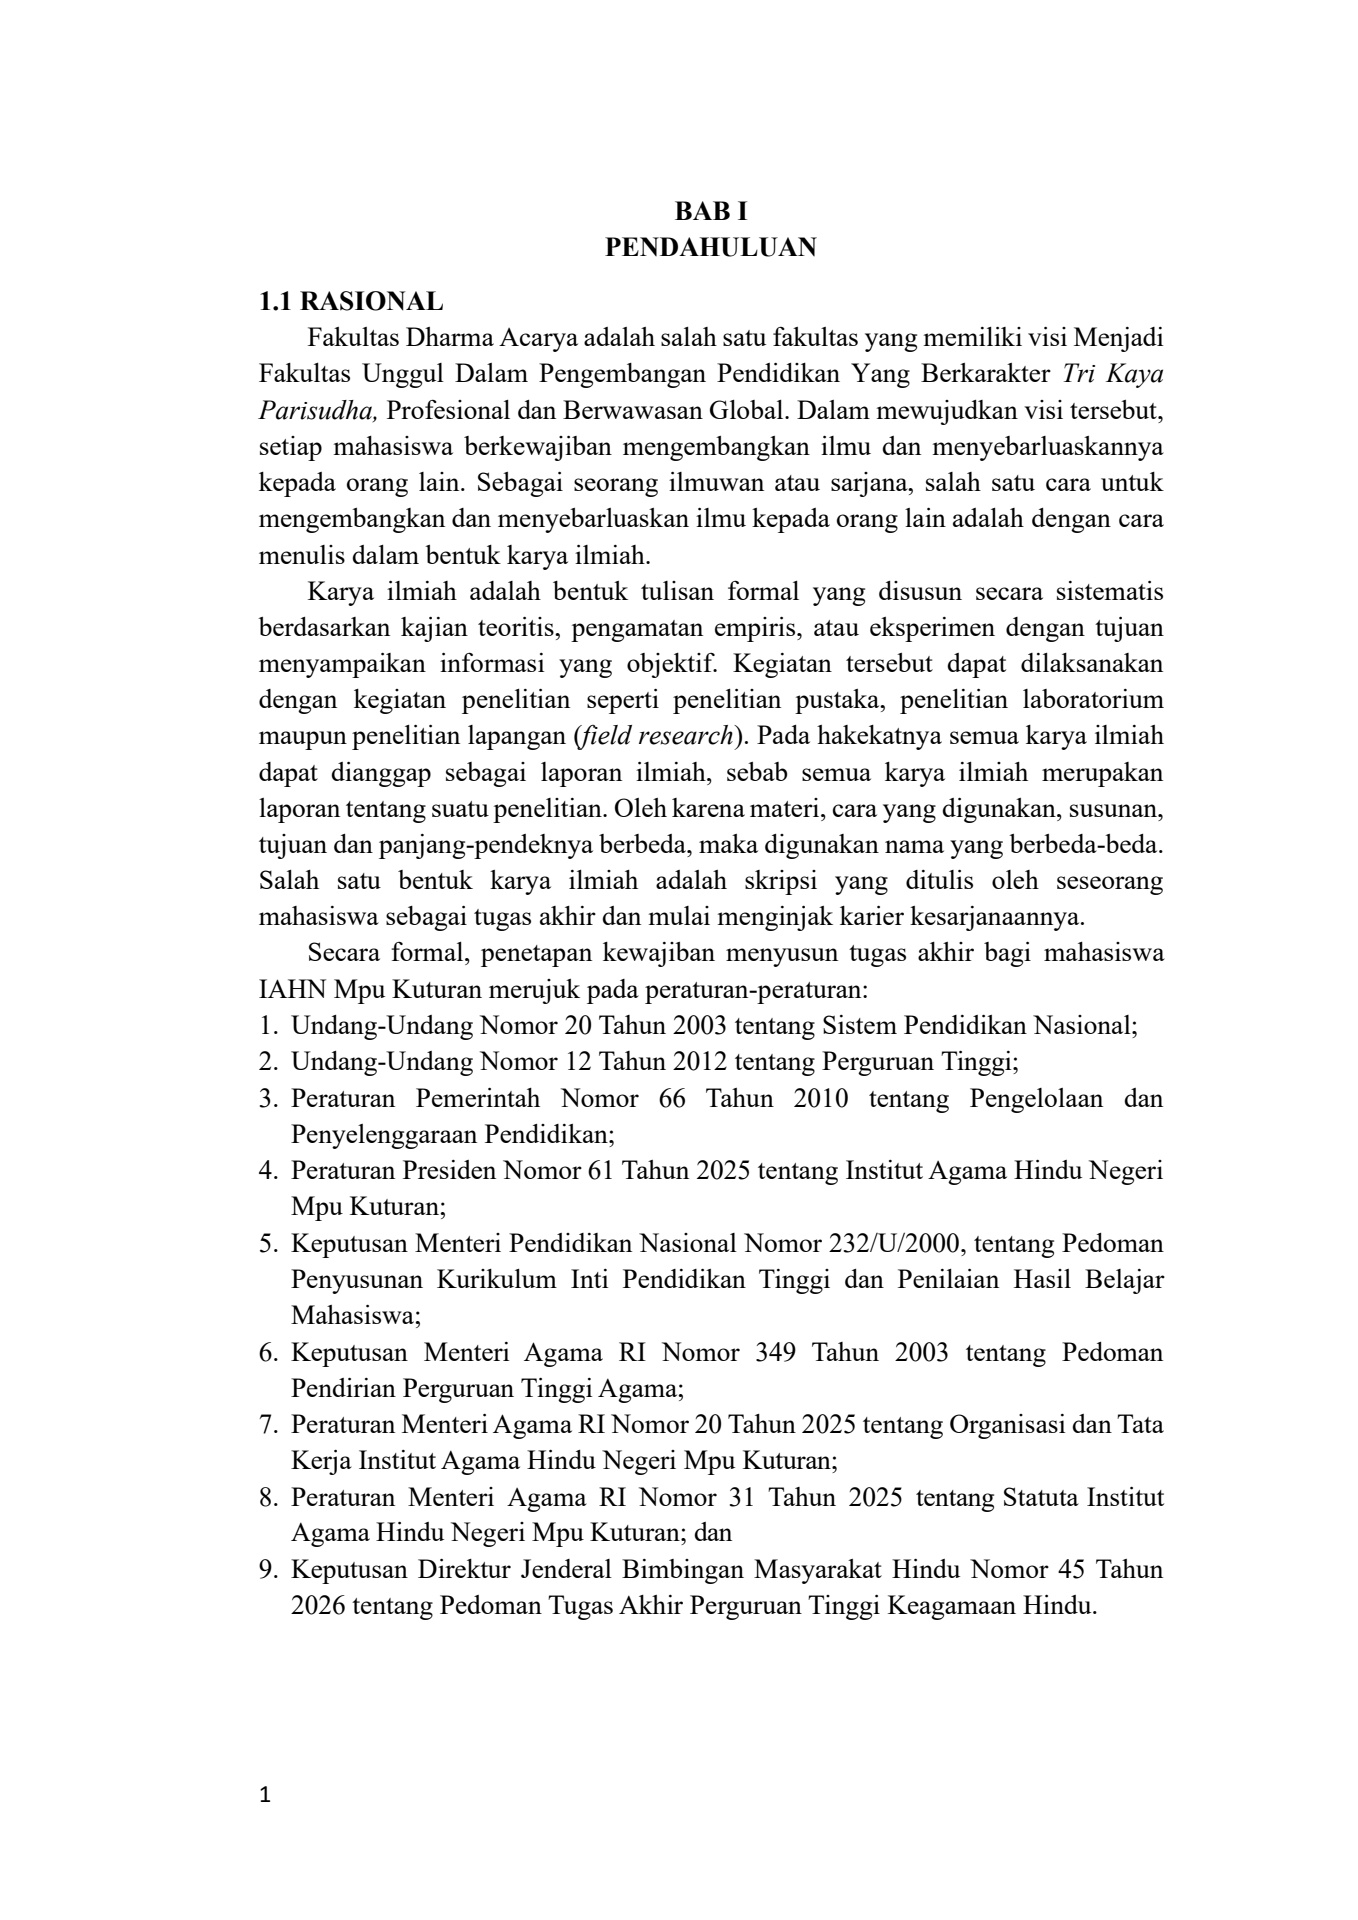 BAB I
PENDAHULUAN
1.1 RASIONAL
Fakultas Dharma Acarya adalah salah satu fakultas yang memiliki visi Menjadi
Fakultas Unggul Dalam Pengembangan Pendidikan Yang Berkarakter Tri Kaya
Parisudha, Profesional dan Berwawasan Global. Dalam mewujudkan visi tersebut,
setiap mahasiswa berkewajiban mengembangkan ilmu dan menyebarluaskannya
kepada orang lain. Sebagai seorang ilmuwan atau sarjana, salah satu cara untuk
mengembangkan dan menyebarluaskan ilmu kepada orang lain adalah dengan cara
menulis dalam bentuk karya ilmiah.
Karya ilmiah adalah bentuk tulisan formal yang disusun secara sistematis
berdasarkan kajian teoritis, pengamatan empiris, atau eksperimen dengan tujuan
menyampaikan informasi yang objektif. Kegiatan tersebut dapat dilaksanakan
dengan kegiatan penelitian seperti penelitian pustaka, penelitian laboratorium
maupun penelitian lapangan (field research). Pada hakekatnya semua karya ilmiah
dapat dianggap sebagai laporan ilmiah, sebab semua karya ilmiah merupakan
laporan tentang suatu penelitian. Oleh karena materi, cara yang digunakan, susunan,
tujuan dan panjang-pendeknya berbeda, maka digunakan nama yang berbeda-beda.
Salah satu bentuk karya ilmiah adalah skripsi yang ditulis oleh seseorang
mahasiswa sebagai tugas akhir dan mulai menginjak karier kesarjanaannya.
Secara formal, penetapan kewajiban menyusun tugas akhir bagi mahasiswa
IAHN Mpu Kuturan merujuk pada peraturan-peraturan:
1. Undang-Undang Nomor 20 Tahun 2003 tentang Sistem Pendidikan Nasional;
2. Undang-Undang Nomor 12 Tahun 2012 tentang Perguruan Tinggi;
3. Peraturan Pemerintah Nomor 66 Tahun 2010 tentang Pengelolaan dan
Penyelenggaraan Pendidikan;
4. Peraturan Presiden Nomor 61 Tahun 2025 tentang Institut Agama Hindu Negeri
Mpu Kuturan;
5. Keputusan Menteri Pendidikan Nasional Nomor 232/U/2000, tentang Pedoman
Penyusunan Kurikulum Inti Pendidikan Tinggi dan Penilaian Hasil Belajar
Mahasiswa;
6. Keputusan Menteri Agama RI Nomor 349 Tahun 2003 tentang Pedoman
Pendirian Perguruan Tinggi Agama;
7. Peraturan Menteri Agama RI Nomor 20 Tahun 2025 tentang Organisasi dan Tata
Kerja Institut Agama Hindu Negeri Mpu Kuturan;
8. Peraturan Menteri Agama RI Nomor 31 Tahun 2025 tentang Statuta Institut
Agama Hindu Negeri Mpu Kuturan; dan
9. Keputusan Direktur Jenderal Bimbingan Masyarakat Hindu Nomor 45 Tahun
2026 tentang Pedoman Tugas Akhir Perguruan Tinggi Keagamaan Hindu.
1